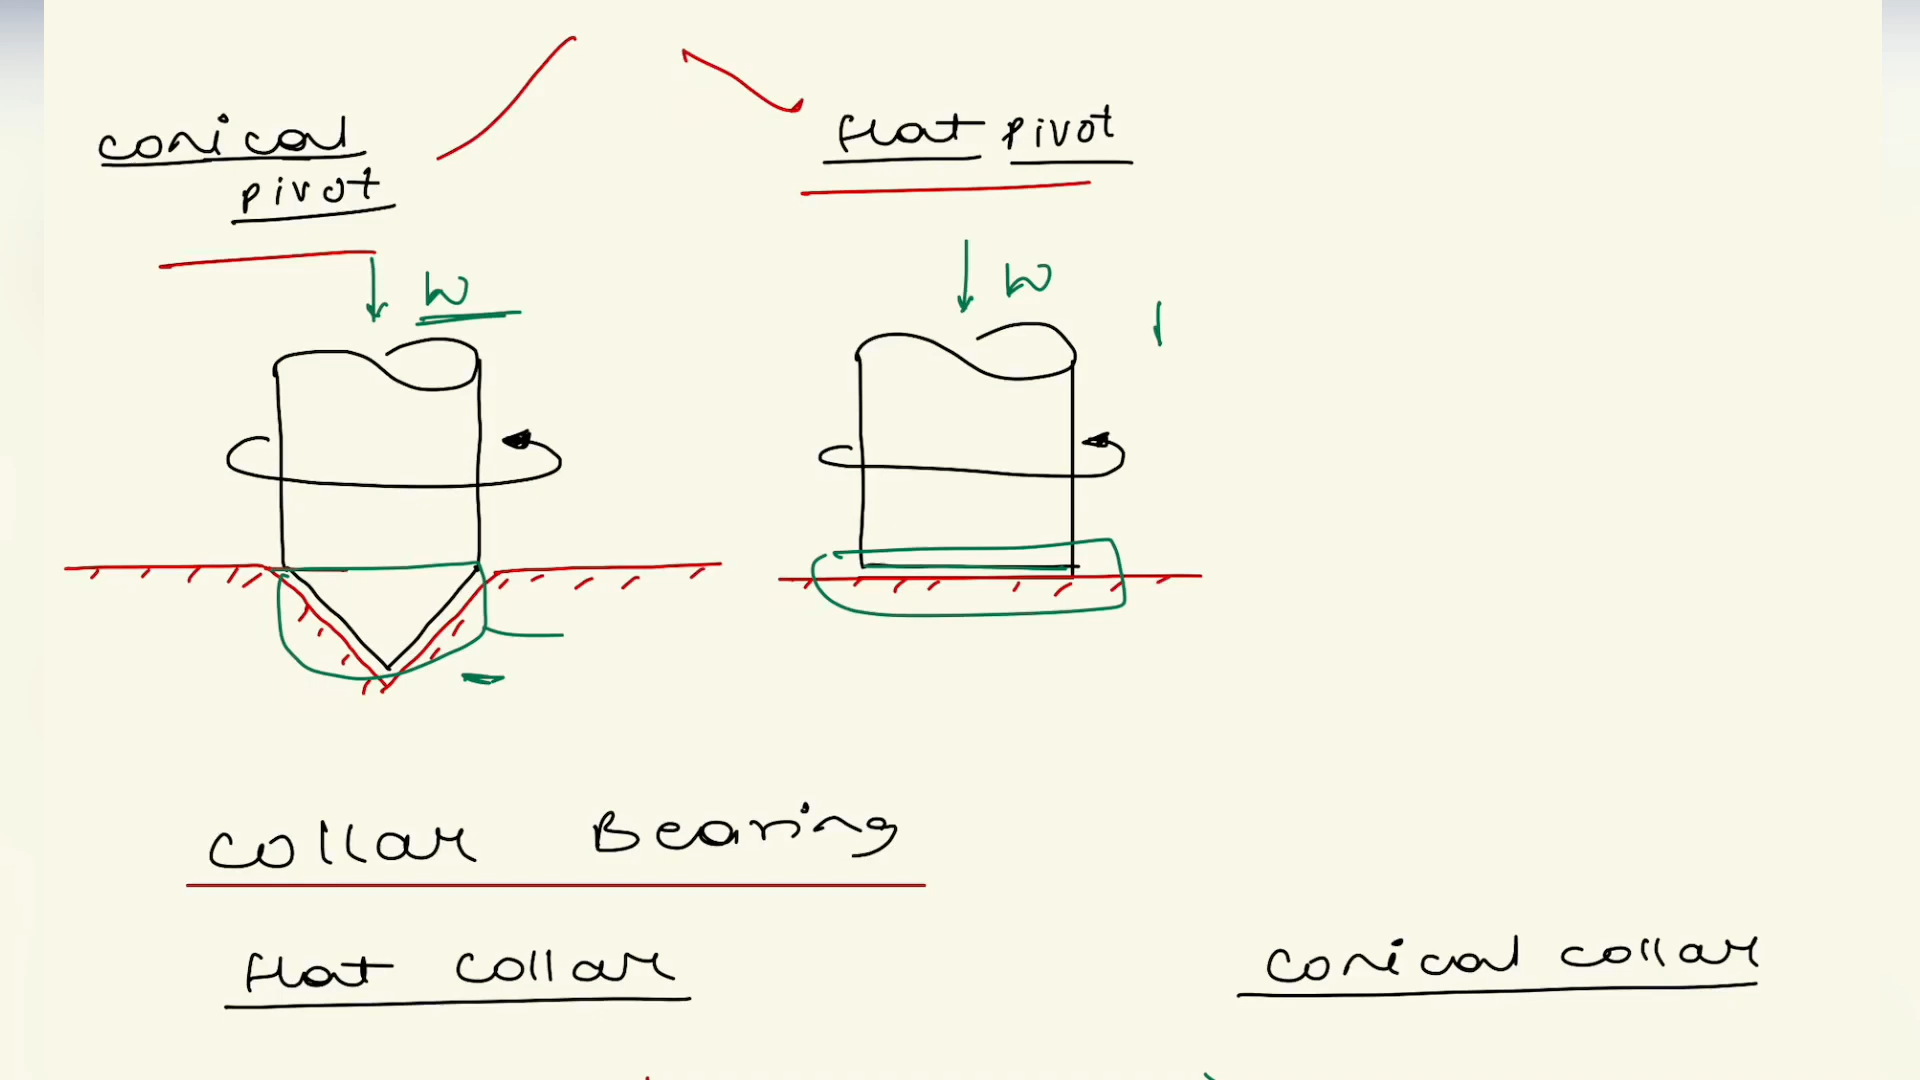 conical
pivot
flat pivot
W
W
collar Bearing
flat collar
conical collar